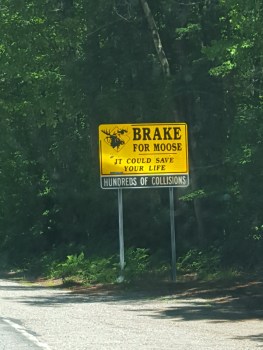 BRAKE
FOR MOOSE
IT COULD SAVE
YOUR LIFE
HUNDREDS OF COLLISIONS